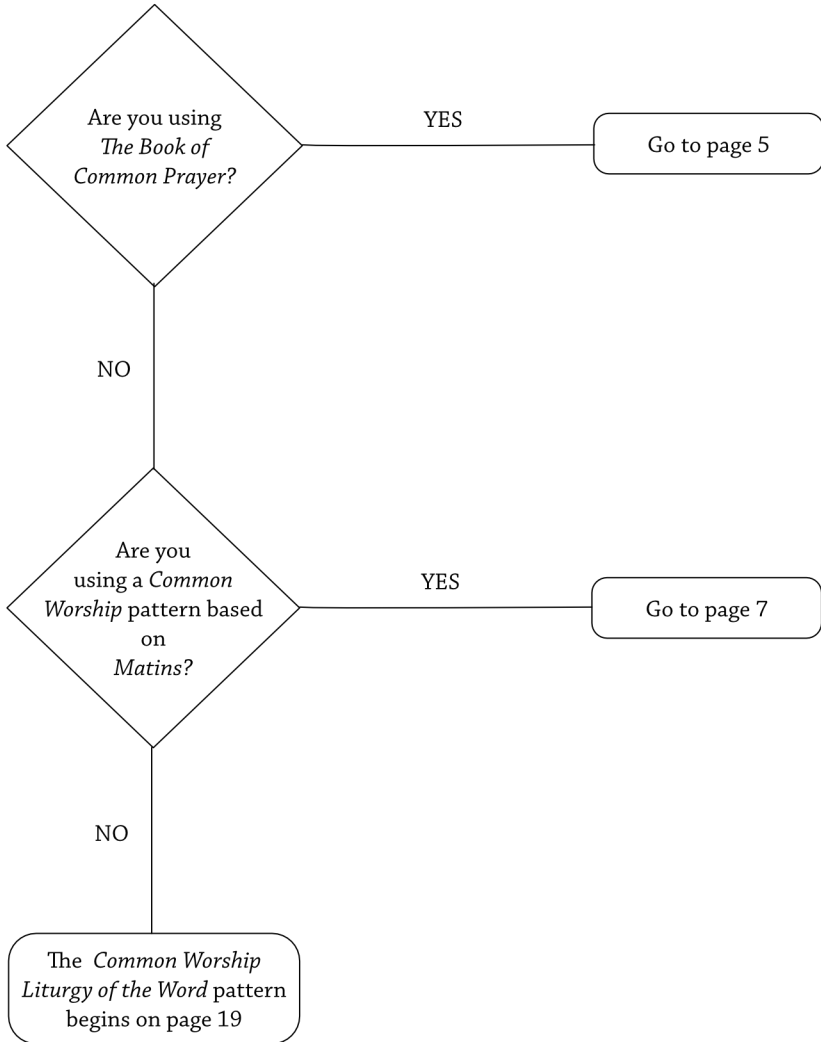 Are you using
The Book of
Common Prayer?
YES
Go to page 5
NO
Are you
using a Common
Worship pattern based
on
Matins?
YES
Go to page 7
NO
The Common Worship
Liturgy of the Word pattern
begins on page 19